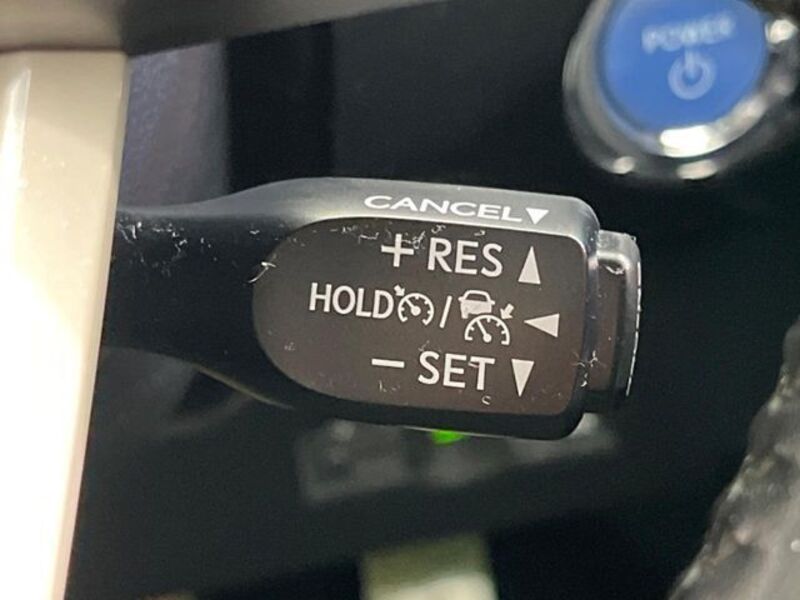 POWER
CANCEL▼
+ RES ▲
HOLD / ◀
− SET ▼